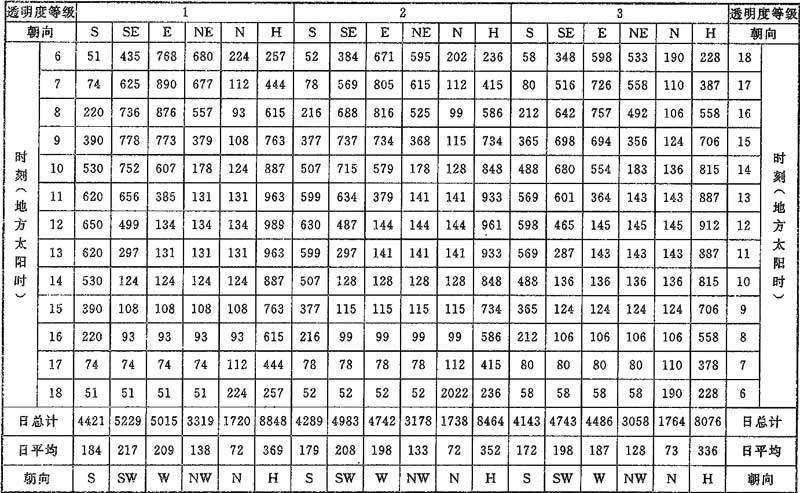 透明度等级 1 2 3 透明度等级
朝向 S SE E NE N H S SE E NE N H S SE E NE N H 朝向
时刻(地方太阳时) 时刻(地方太阳时)
6 51 435 768 680 224 257 52 384 671 595 202 236 58 348 598 533 190 228 18
7 74 625 890 677 112 444 78 569 805 615 112 415 80 516 726 558 110 387 17
8 220 736 876 557 93 615 216 688 816 525 99 586 212 642 757 492 106 558 16
9 390 778 773 379 108 763 377 737 734 368 115 734 365 698 694 356 124 706 15
10 530 752 607 178 124 887 507 715 579 178 128 848 488 680 554 183 136 815 14
11 620 656 385 131 131 963 599 634 379 141 141 933 569 601 364 143 143 887 13
12 650 499 134 134 134 989 630 487 144 144 144 961 598 465 145 145 145 912 12
13 620 297 131 131 131 963 599 297 141 141 141 933 569 287 143 143 143 887 11
14 530 124 124 124 124 887 507 128 128 128 128 848 488 136 136 136 136 815 10
15 390 108 108 108 108 763 377 115 115 115 115 734 365 124 124 124 124 706 9
16 220 93 93 93 93 615 216 99 99 99 99 586 212 106 106 106 106 558 8
17 74 74 74 74 112 444 78 78 78 78 112 415 80 80 80 80 110 378 7
18 51 51 51 51 224 257 52 52 52 52 2022 236 58 58 58 58 190 228 6
日总计 4421 5229 5015 3319 1720 8848 4289 4983 4742 3178 1738 8464 4143 4743 4486 3058 1764 8076 日总计
日平均 184 217 209 138 72 369 179 208 198 133 72 352 172 198 187 128 73 336 日平均
朝向 S SW W NW N H S SW W NW N H S SW W NW N H 朝向